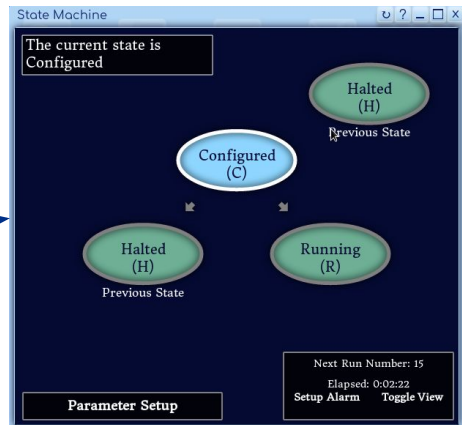 State Machine
The current state is
Configured
Halted
(H)
Previous State
Configured
(C)
Halted
(H)
Previous State
Running
(R)
Next Run Number: 15
Elapsed: 0:02:22
Setup Alarm Toggle View
Parameter Setup